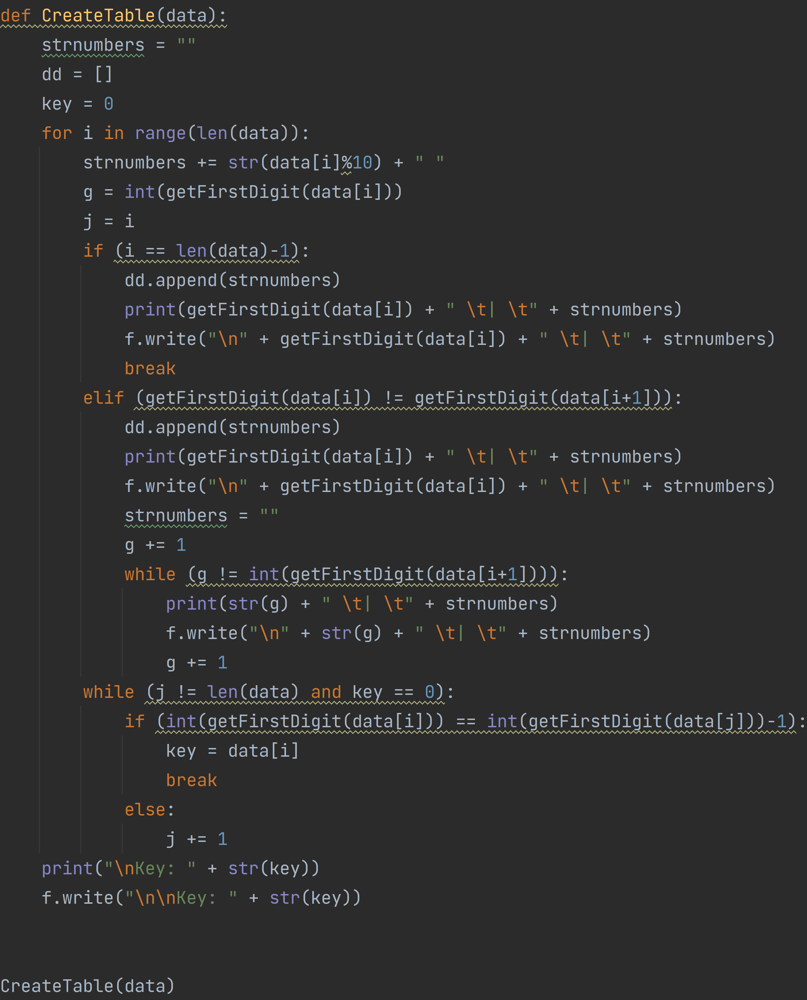 def CreateTable(data):
    strnumbers = ""
    dd = []
    key = 0
    for i in range(len(data)):
        strnumbers += str(data[i]%10) + " "
        g = int(getFirstDigit(data[i]))
        j = i
        if (i == len(data)-1):
            dd.append(strnumbers)
            print(getFirstDigit(data[i]) + " \t| \t" + strnumbers)
            f.write("\n" + getFirstDigit(data[i]) + " \t| \t" + strnumbers)
            break
        elif (getFirstDigit(data[i]) != getFirstDigit(data[i+1])):
            dd.append(strnumbers)
            print(getFirstDigit(data[i]) + " \t| \t" + strnumbers)
            f.write("\n" + getFirstDigit(data[i]) + " \t| \t" + strnumbers)
            strnumbers = ""
            g += 1
            while (g != int(getFirstDigit(data[i+1]))):
                print(str(g) + " \t| \t" + strnumbers)
                f.write("\n" + str(g) + " \t| \t" + strnumbers)
                g += 1
        while (j != len(data) and key == 0):
            if (int(getFirstDigit(data[i])) == int(getFirstDigit(data[j]))-1):
                key = data[i]
                break
            else:
                j += 1
    print("\nKey: " + str(key))
    f.write("\n\nKey: " + str(key))
CreateTable(data)